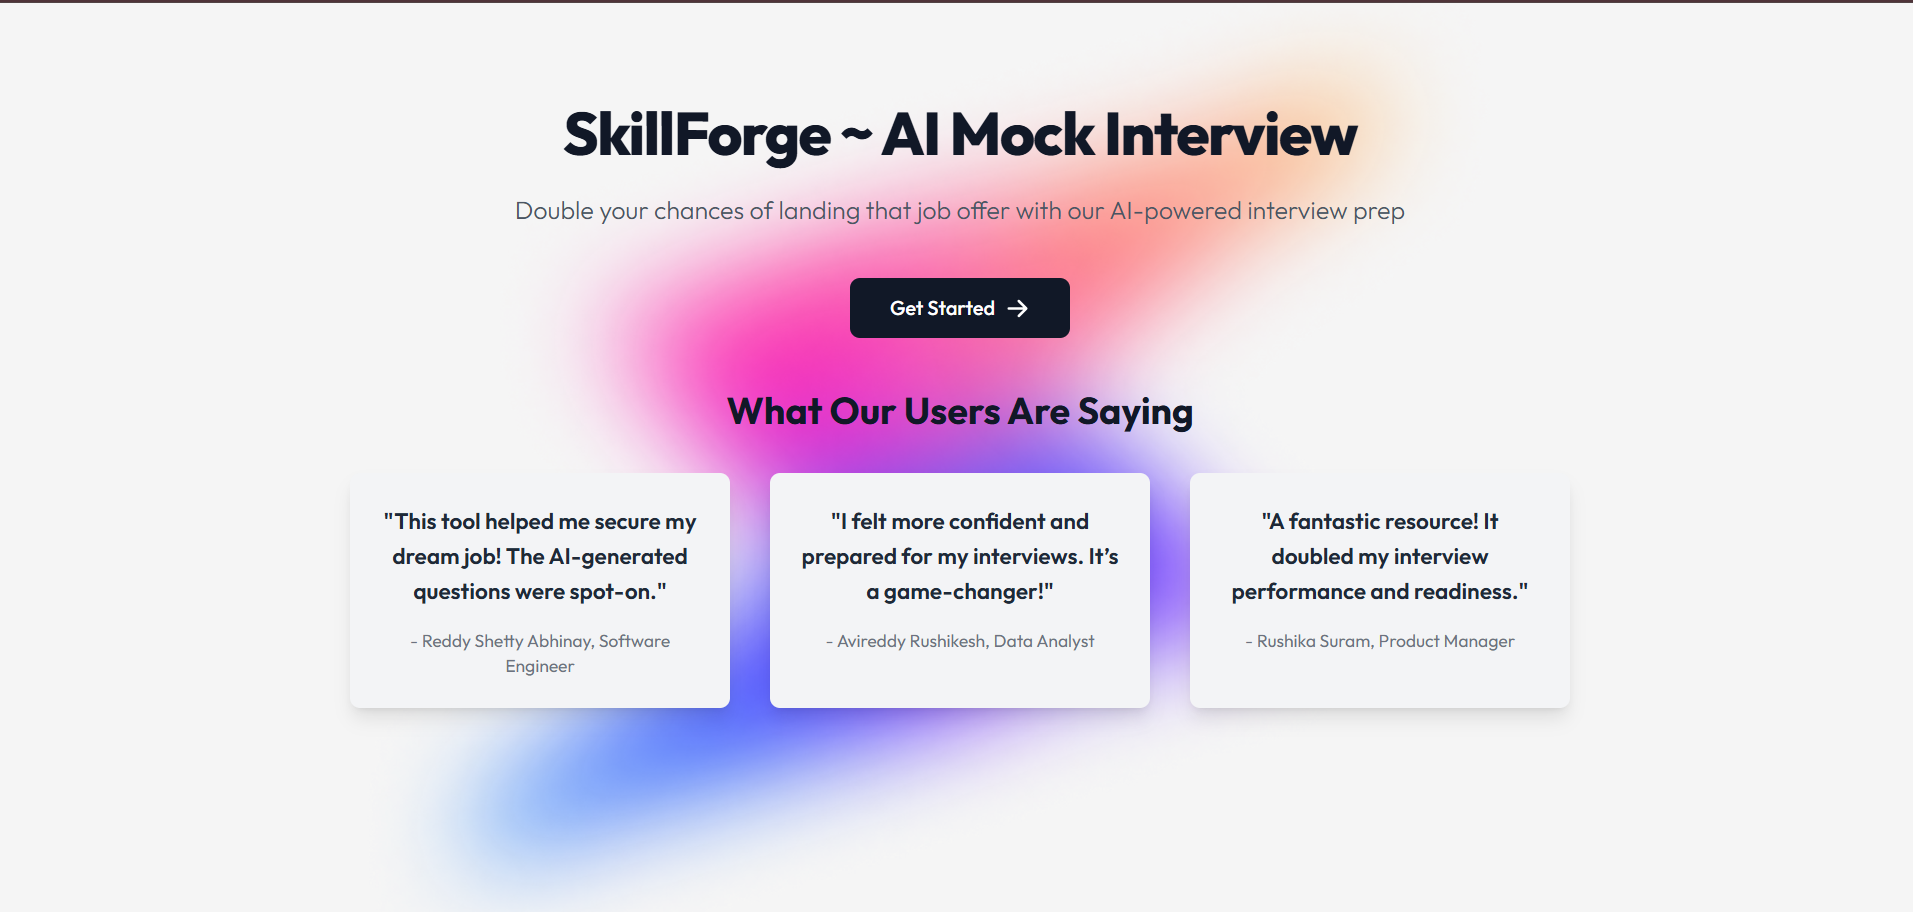 SkillForge ~ AI Mock Interview
Double your chances of landing that job offer with our AI-powered interview prep
Get Started →
What Our Users Are Saying
"This tool helped me secure my
dream job! The AI-generated
questions were spot-on."
- Reddy Shetty Abhinay, Software
Engineer
"I felt more confident and
prepared for my interviews. It’s
a game-changer!"
- Avireddy Rushikesh, Data Analyst
"A fantastic resource! It
doubled my interview
performance and readiness."
- Rushika Suram, Product Manager